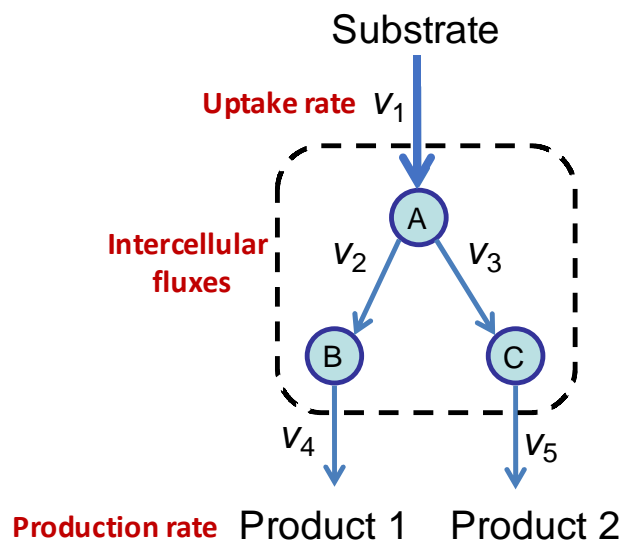 Substrate
Uptake rate v1
A
Intercellular
fluxes
v2
v3
B
C
v4
v5
Production rate Product 1 Product 2